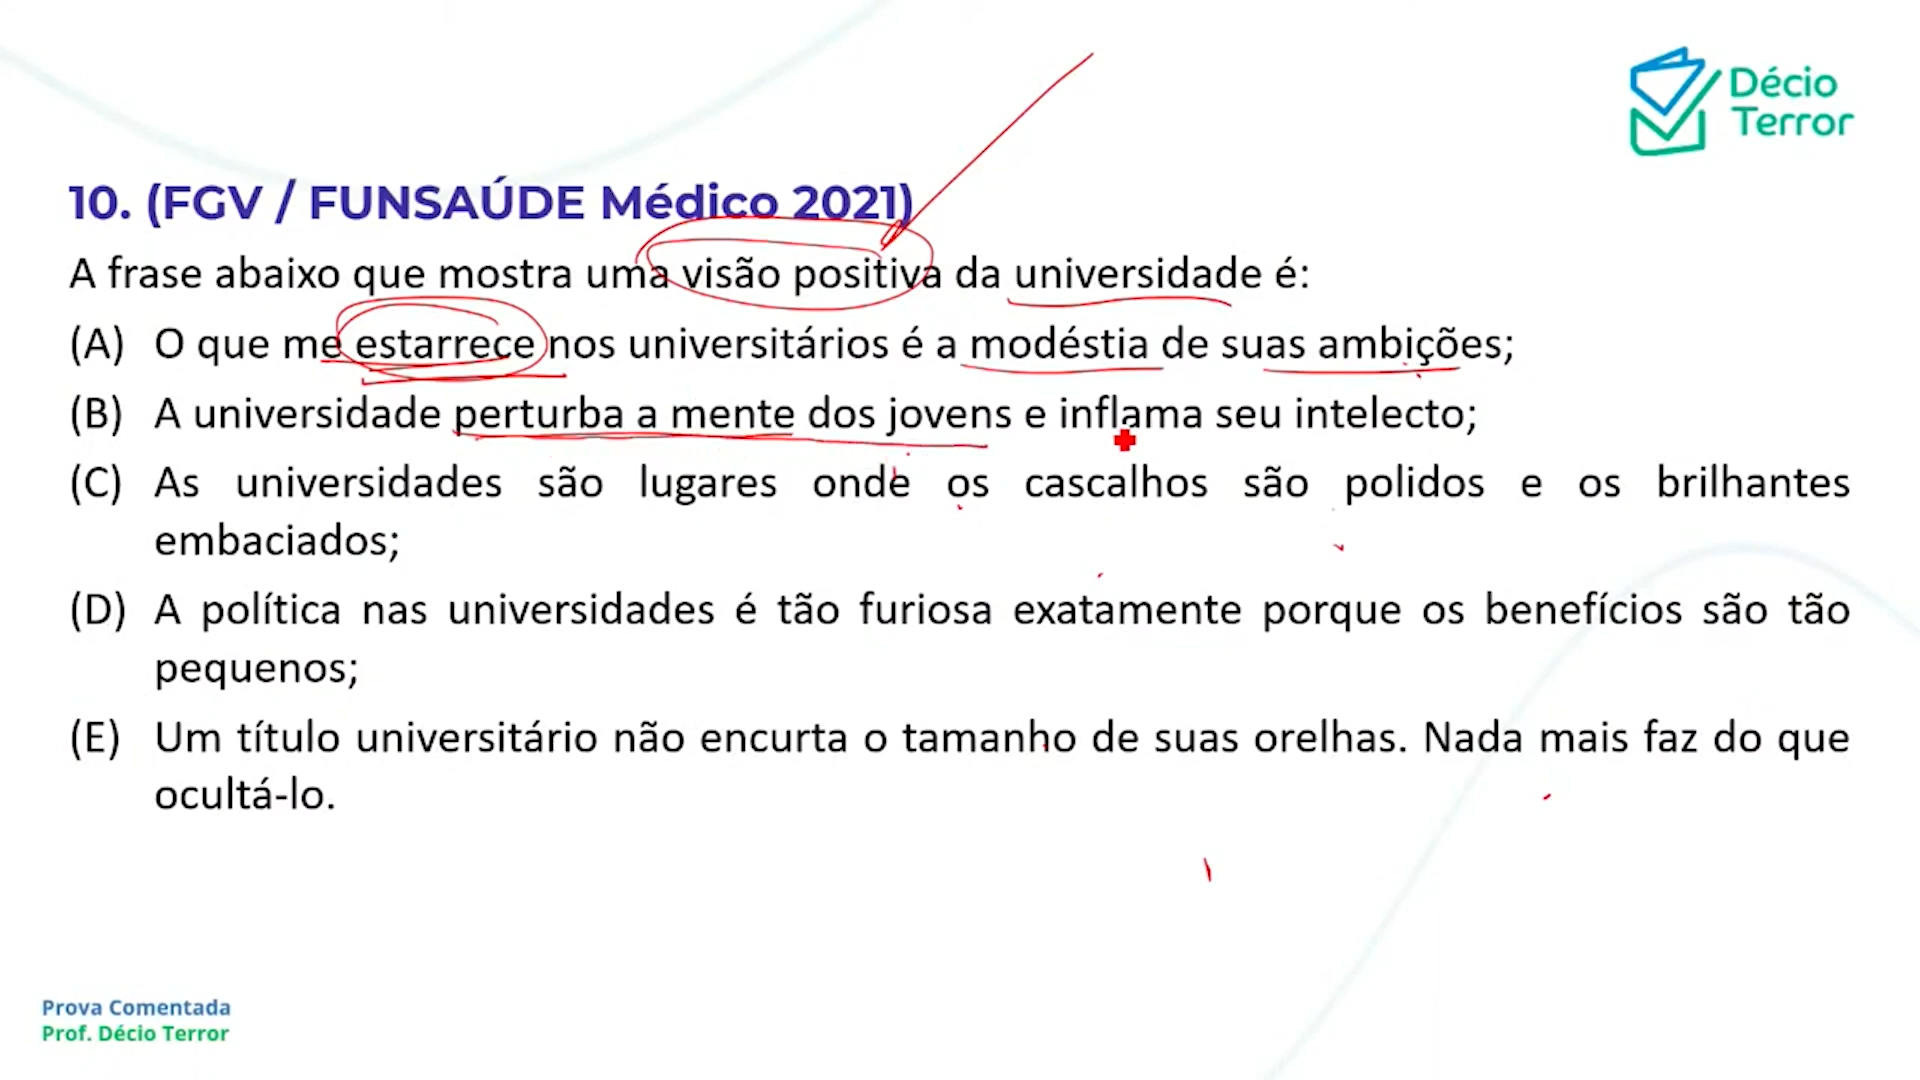 Décio
Terror
10. (FGV / FUNSAÚDE Médico 2021)
A frase abaixo que mostra uma visão positiva da universidade é:
(A) O que me estarrece nos universitários é a modéstia de suas ambições;
(B) A universidade perturba a mente dos jovens e inflama seu intelecto;
(C) As universidades são lugares onde os cascalhos são polidos e os brilhantes
embaciados;
(D) A política nas universidades é tão furiosa exatamente porque os benefícios são tão
pequenos;
(E) Um título universitário não encurta o tamanho de suas orelhas. Nada mais faz do que
ocultá-lo.
Prova Comentada
Prof. Décio Terror